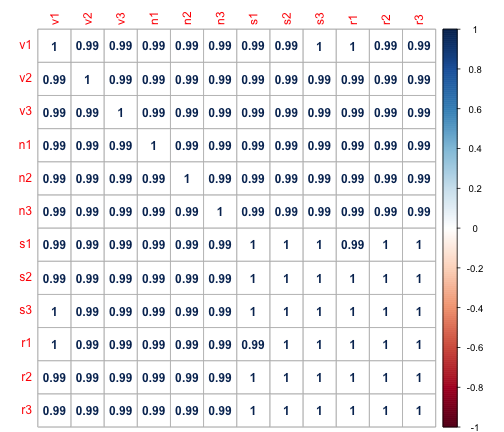 v1 v2 v3 n1 n2 n3 s1 s2 s3 r1 r2 r3
v1 1 0.99 0.99 0.99 0.99 0.99 0.99 0.99 1 1 0.99 0.99
v2 0.99 1 0.99 0.99 0.99 0.99 0.99 0.99 0.99 0.99 0.99 0.99
v3 0.99 0.99 1 0.99 0.99 0.99 0.99 0.99 0.99 0.99 0.99 0.99
n1 0.99 0.99 0.99 1 0.99 0.99 0.99 0.99 0.99 0.99 0.99 0.99
n2 0.99 0.99 0.99 0.99 1 0.99 0.99 0.99 0.99 0.99 0.99 0.99
n3 0.99 0.99 0.99 0.99 0.99 1 0.99 0.99 0.99 0.99 0.99 0.99
s1 0.99 0.99 0.99 0.99 0.99 0.99 1 1 1 0.99 1 1
s2 0.99 0.99 0.99 0.99 0.99 0.99 1 1 1 1 1 1
s3 1 0.99 0.99 0.99 0.99 0.99 1 1 1 1 1 1
r1 1 0.99 0.99 0.99 0.99 0.99 0.99 1 1 1 1 1
r2 0.99 0.99 0.99 0.99 0.99 0.99 1 1 1 1 1 1
r3 0.99 0.99 0.99 0.99 0.99 0.99 1 1 1 1 1 1
1
0.8
0.6
0.4
0.2
0
-0.2
-0.4
-0.6
-0.8
-1